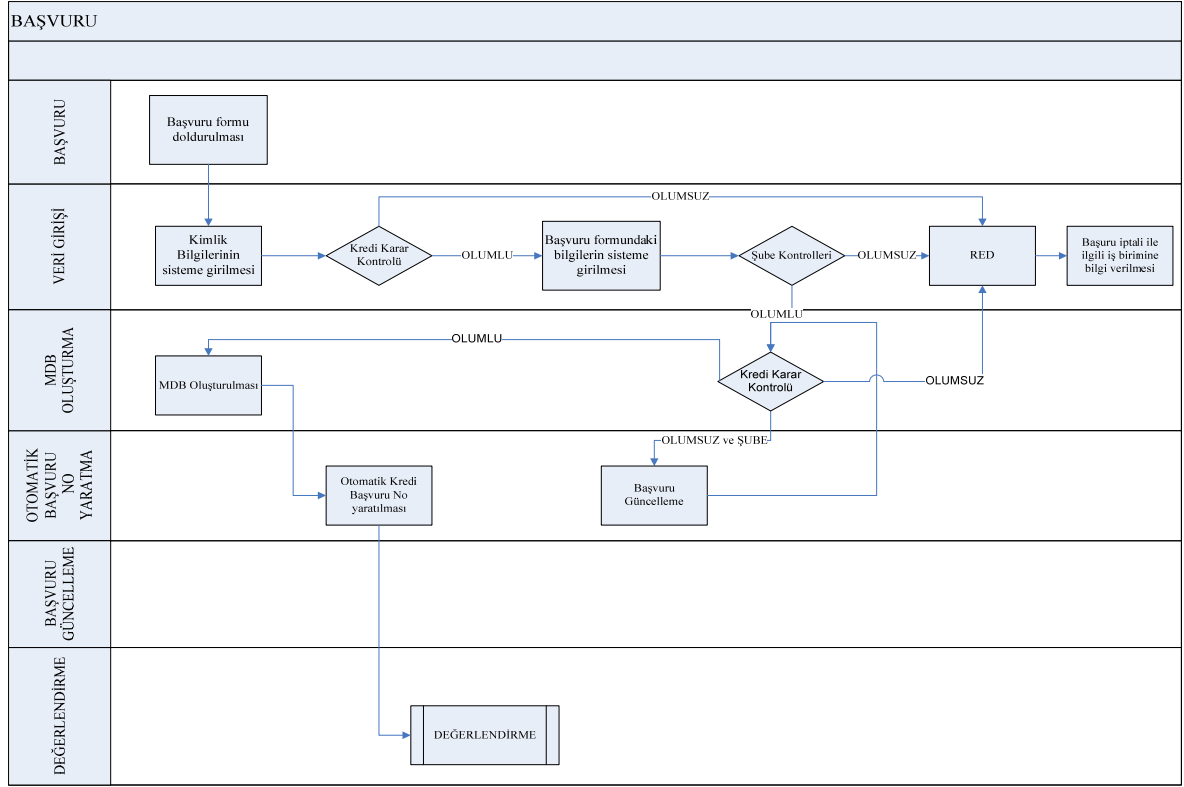 BAŞVURU
BAŞVURU
Başvuru formu
doldurulması
VERİ GİRİŞİ
OLUMSUZ
Kimlik
Bilgilerinin
sisteme girilmesi
Kredi Karar
Kontrolü
OLUMLU
Başvuru formundaki
bilgilerin sisteme
girilmesi
Şube Kontrolleri
OLUMSUZ
RED
Başuru iptali ile
ilgili iş birimine
bilgi verilmesi
OLUMLU
MDB
OLUŞTURMA
OLUMLU
MDB Oluşturulması
Kredi Karar
Kontrolü
OLUMSUZ
OLUMSUZ ve ŞUBE
OTOMATİK
BAŞVURU
NO
YARATMA
Otomatik Kredi
Başvuru No
yaratılması
Başvuru
Güncelleme
BAŞVURU
GÜNCELLEME
DEĞERLENDİRME
DEĞERLENDİRME